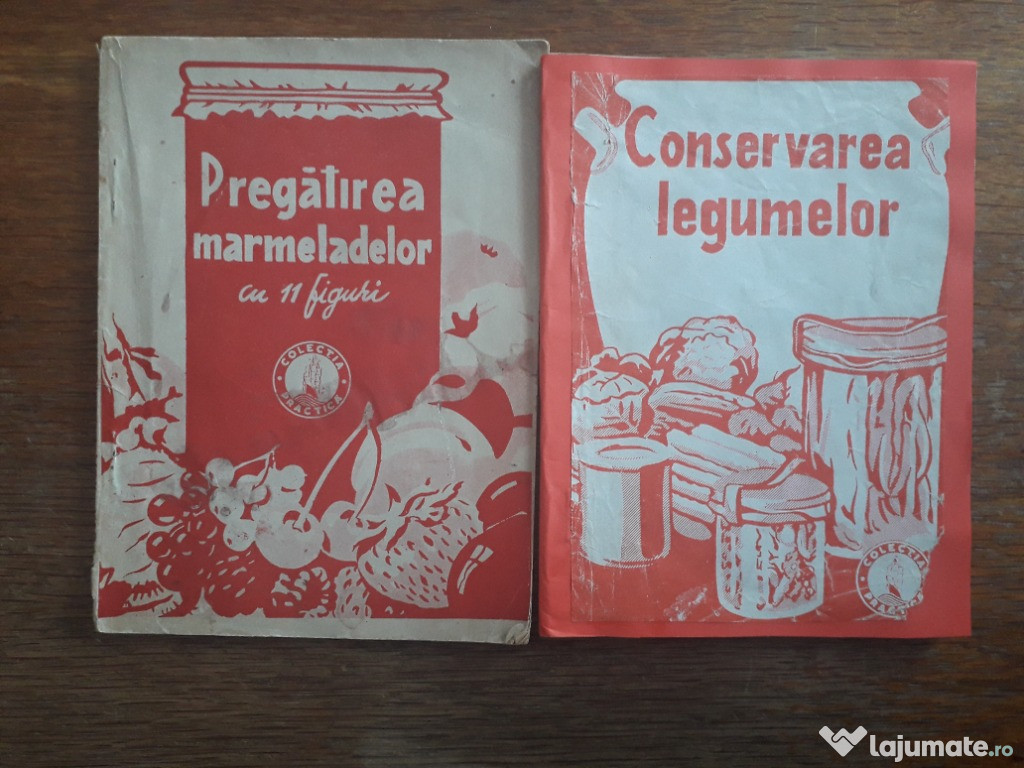 Pregătirea
marmeladelor
cu 11 figuri
COLECȚIA
PRACTICĂ
Conservarea
legumelor
COLECȚIA
lajumate.ro